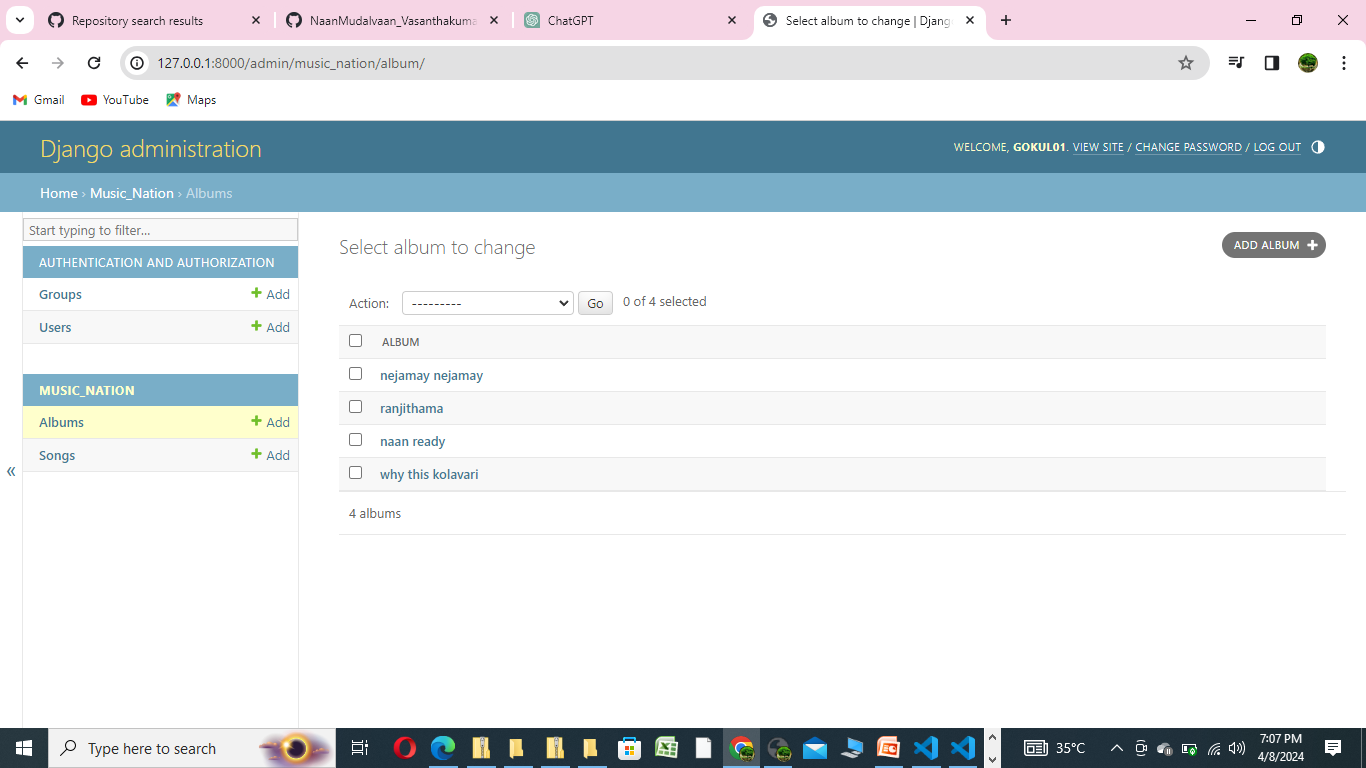 Repository search results
NaanMudalvaan_Vasanthakuma
ChatGPT
Select album to change | Djang
127.0.0.1:8000/admin/music_nation/album/
Gmail
YouTube
Maps
Django administration
WELCOME, GOKUL01. VIEW SITE / CHANGE PASSWORD / LOG OUT
Home › Music_Nation › Albums
Start typing to filter...
AUTHENTICATION AND AUTHORIZATION
Groups
Add
Users
Add
MUSIC_NATION
Albums
Add
Songs
Add
«
Select album to change
ADD ALBUM
Action:
---------
Go
0 of 4 selected
ALBUM
nejamay nejamay
ranjithama
naan ready
why this kolavari
4 albums
Type here to search
35°C
7:07 PM
4/8/2024